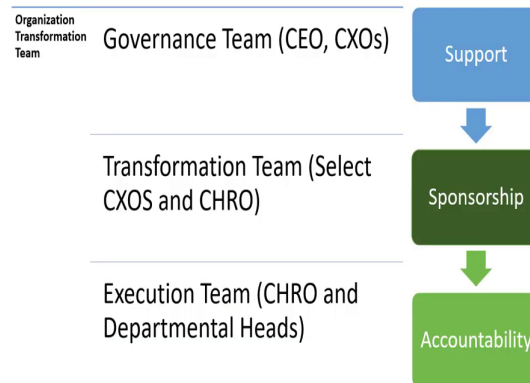 Organization
Transformation
Team
Governance Team (CEO, CXOs)
Support
Transformation Team (Select
CXOS and CHRO)
Sponsorship
Execution Team (CHRO and
Departmental Heads)
Accountability